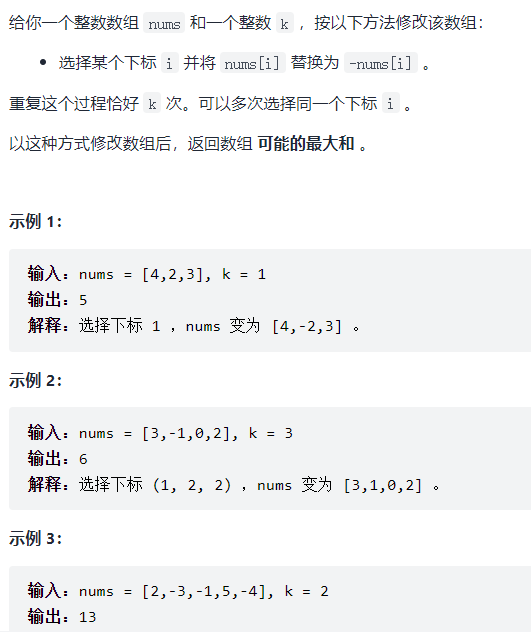 给你一个整数数组 nums 和一个整数 k ，按以下方法修改该数组：
• 选择某个下标 i 并将 nums[i] 替换为 -nums[i] 。
重复这个过程恰好 k 次。可以多次选择同一个下标 i 。
以这种方式修改数组后，返回数组 可能的最大和 。
示例 1：
输入：nums = [4,2,3], k = 1
输出：5
解释：选择下标 1 ，nums 变为 [4,-2,3] 。
示例 2：
输入：nums = [3,-1,0,2], k = 3
输出：6
解释：选择下标 (1, 2, 2) ，nums 变为 [3,1,0,2] 。
示例 3：
输入：nums = [2,-3,-1,5,-4], k = 2
输出：13